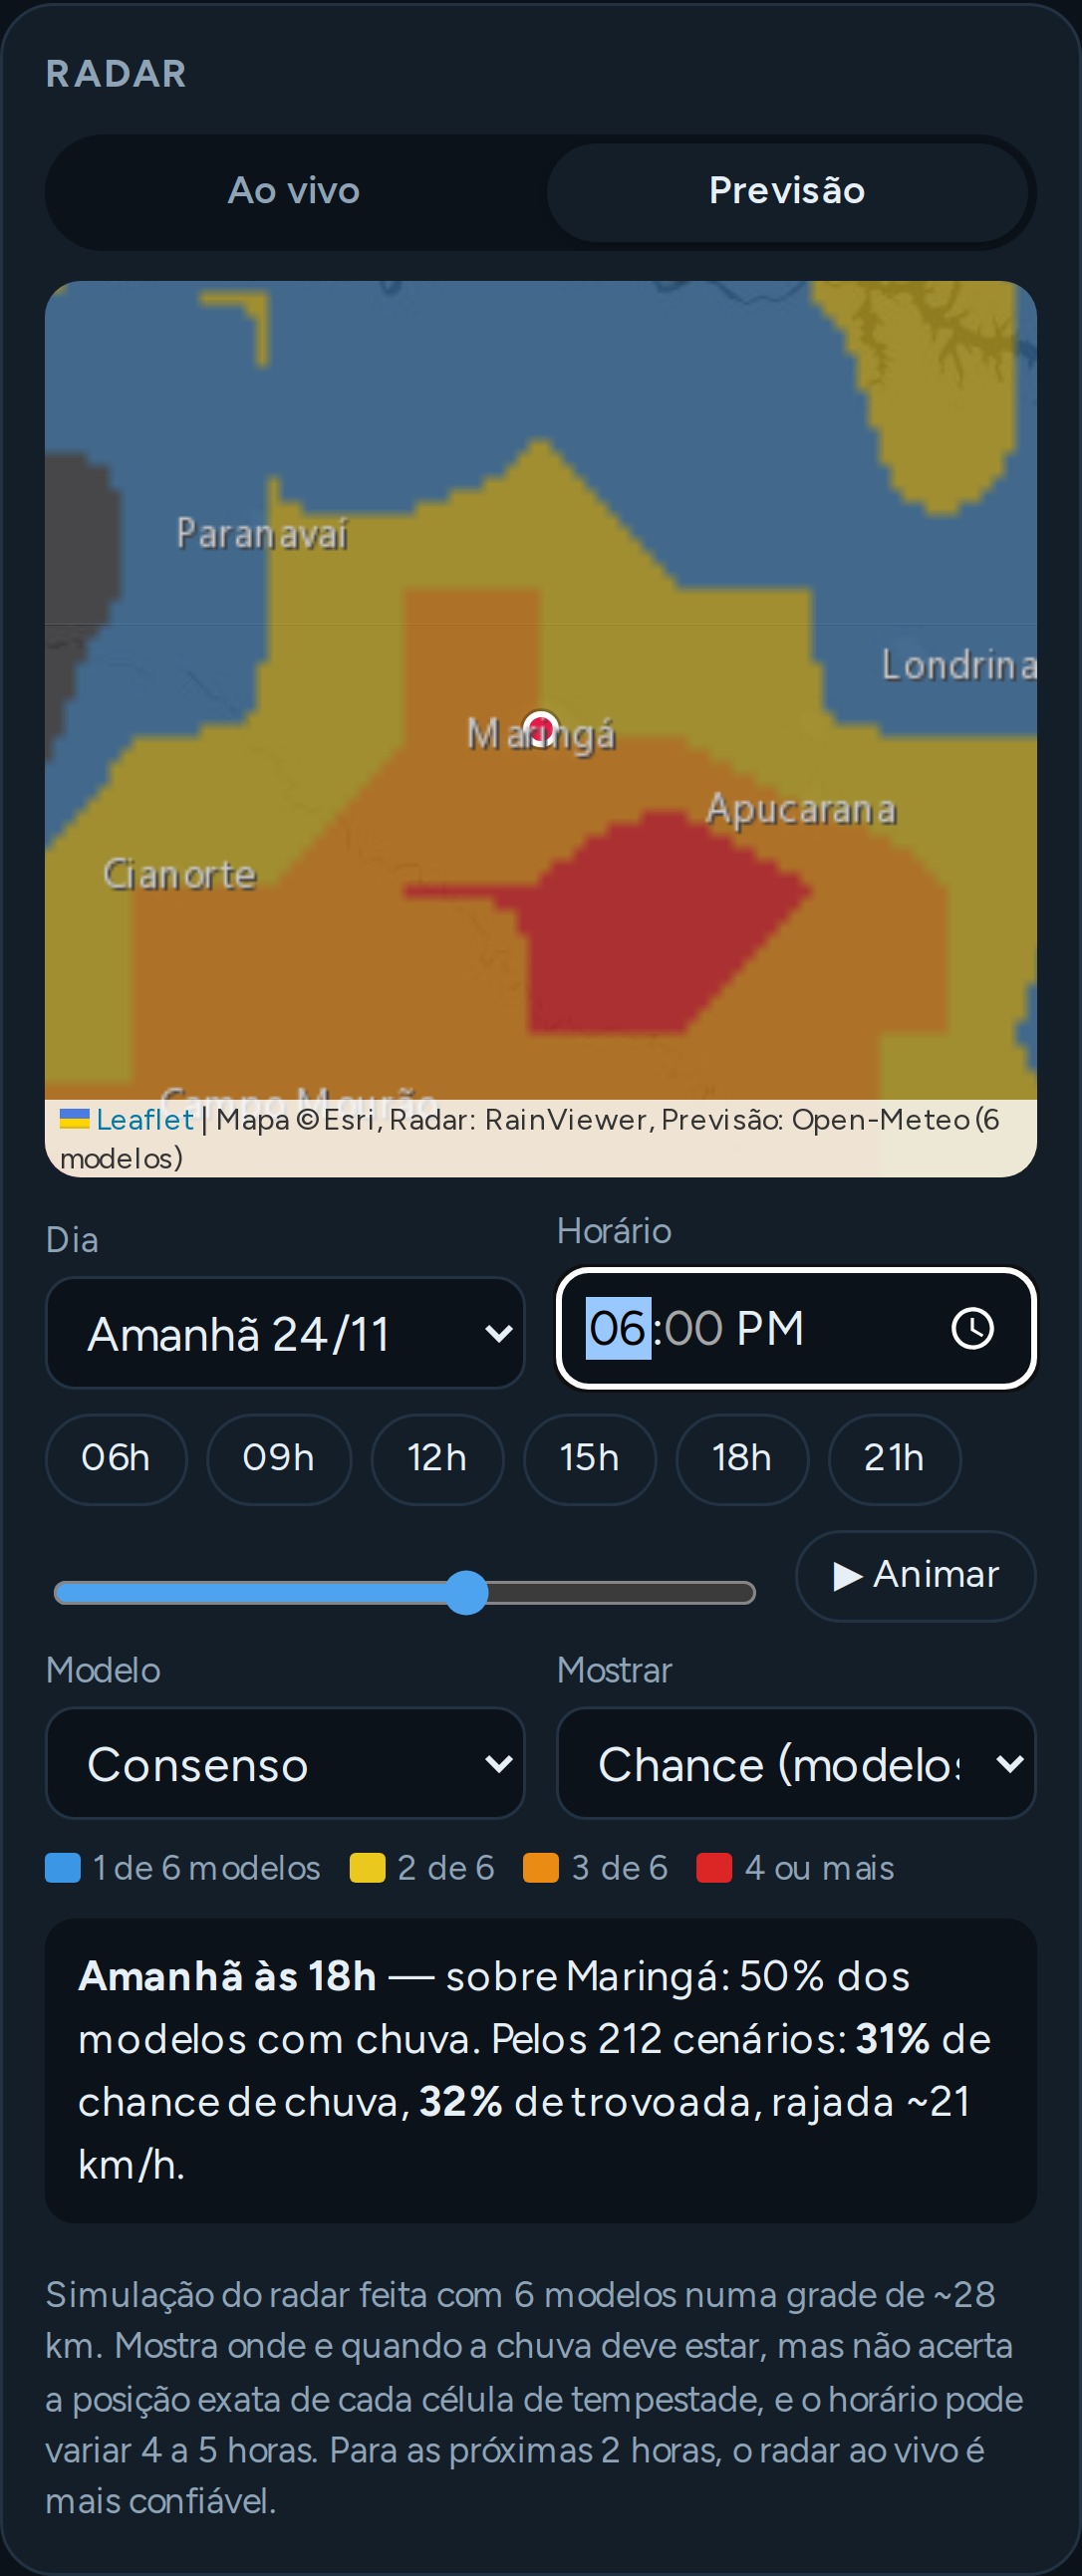 RADAR
Ao vivo
Previsão
Paranavaí
Londrina
Maringá
Apucarana
Cianorte
Campo Mourão
Leaflet | Mapa © Esri, Radar: RainViewer, Previsão: Open-Meteo (6
modelos)
Dia
Horário
Amanhã 24/11
06:00 PM
06h 09h 12h 15h 18h 21h
▶ Animar
Modelo
Mostrar
Consenso
Chance (modelos
1 de 6 modelos 2 de 6 3 de 6 4 ou mais
Amanhã às 18h — sobre Maringá: 50% dos
modelos com chuva. Pelos 212 cenários: 31% de
chance de chuva, 32% de trovoada, rajada ~21
km/h.
Simulação do radar feita com 6 modelos numa grade de ~28
km. Mostra onde e quando a chuva deve estar, mas não acerta
a posição exata de cada célula de tempestade, e o horário pode
variar 4 a 5 horas. Para as próximas 2 horas, o radar ao vivo é
mais confiável.